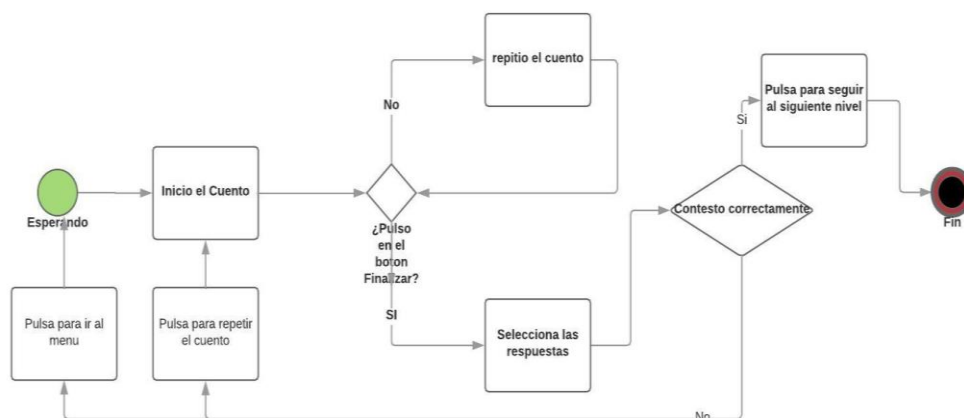 repitio el cuento
No
Pulsa para seguir
al siguiente nivel
Si
Inicio el Cuento
Esperando
Contesto correctamente
Fin
¿Pulso
en el
boton
Finalizar?
SI
Pulsa para ir al
menu
Pulsa para repetir
el cuento
Selecciona las
respuestas
No